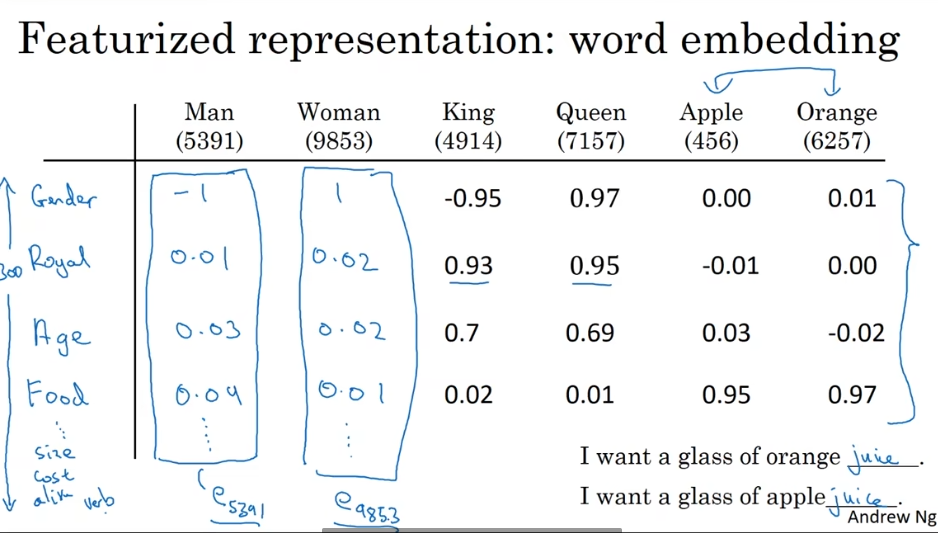 Featurized representation: word embedding
Man Woman King Queen Apple Orange
(5391) (9853) (4914) (7157) (456) (6257)
Gender -1 1 -0.95 0.97 0.00 0.01
300 Royal 0.01 0.02 0.93 0.95 -0.01 0.00
Age 0.03 0.02 0.7 0.69 0.03 -0.02
Food 0.04 0.01 0.02 0.01 0.95 0.97
size
cost
alive verb
e5391 e9853
I want a glass of orange juice.
I want a glass of apple juice.
Andrew Ng